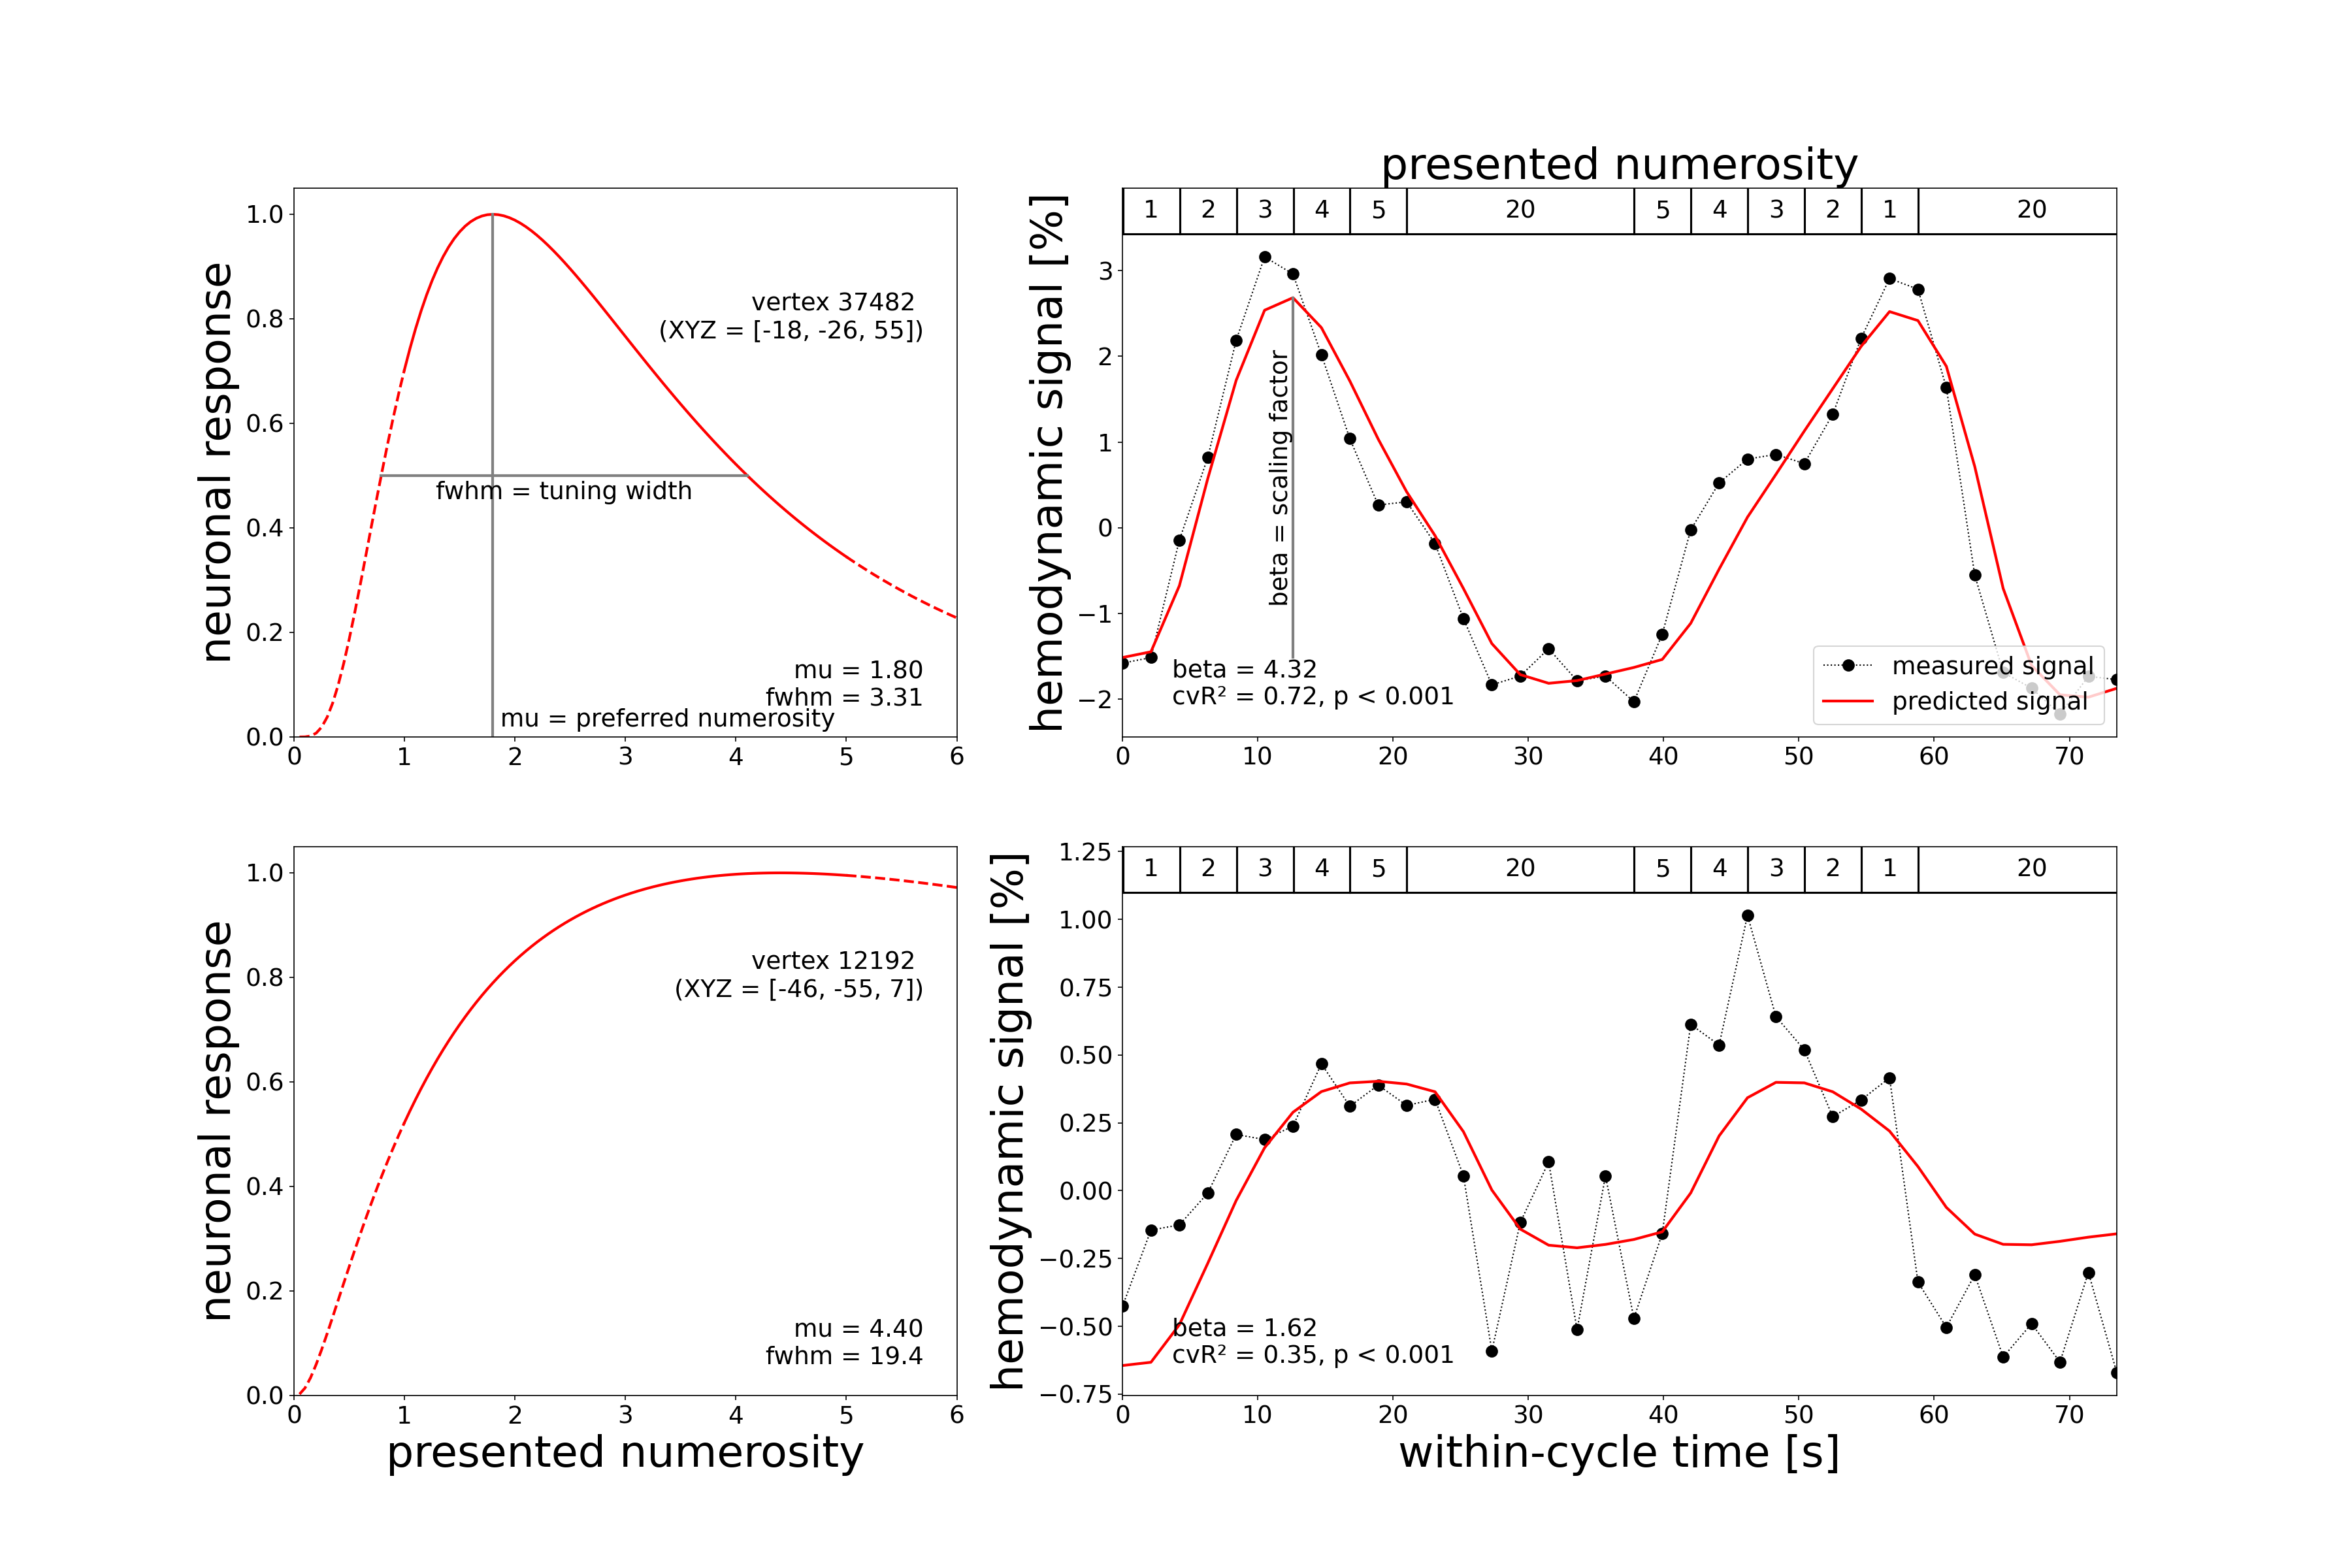 presented numerosity
neuronal response
1.0
0.8
0.6
0.4
0.2
0.0
0 1 2 3 4 5 6
vertex 37482
(XYZ = [-18, -26, 55])
fwhm = tuning width
mu = 1.80
fwhm = 3.31
mu = preferred numerosity
hemodynamic signal [%]
1 2 3 4 5 20 5 4 3 2 1 20
3
2
1
0
−1
−2
0 10 20 30 40 50 60 70
beta = scaling factor
beta = 4.32
cvR² = 0.72, p < 0.001
measured signal
predicted signal
neuronal response
1.0
0.8
0.6
0.4
0.2
0.0
0 1 2 3 4 5 6
vertex 12192
(XYZ = [-46, -55, 7])
mu = 4.40
fwhm = 19.4
presented numerosity
hemodynamic signal [%]
1 2 3 4 5 20 5 4 3 2 1 20
1.25
1.00
0.75
0.50
0.25
0.00
−0.25
−0.50
−0.75
0 10 20 30 40 50 60 70
beta = 1.62
cvR² = 0.35, p < 0.001
within-cycle time [s]